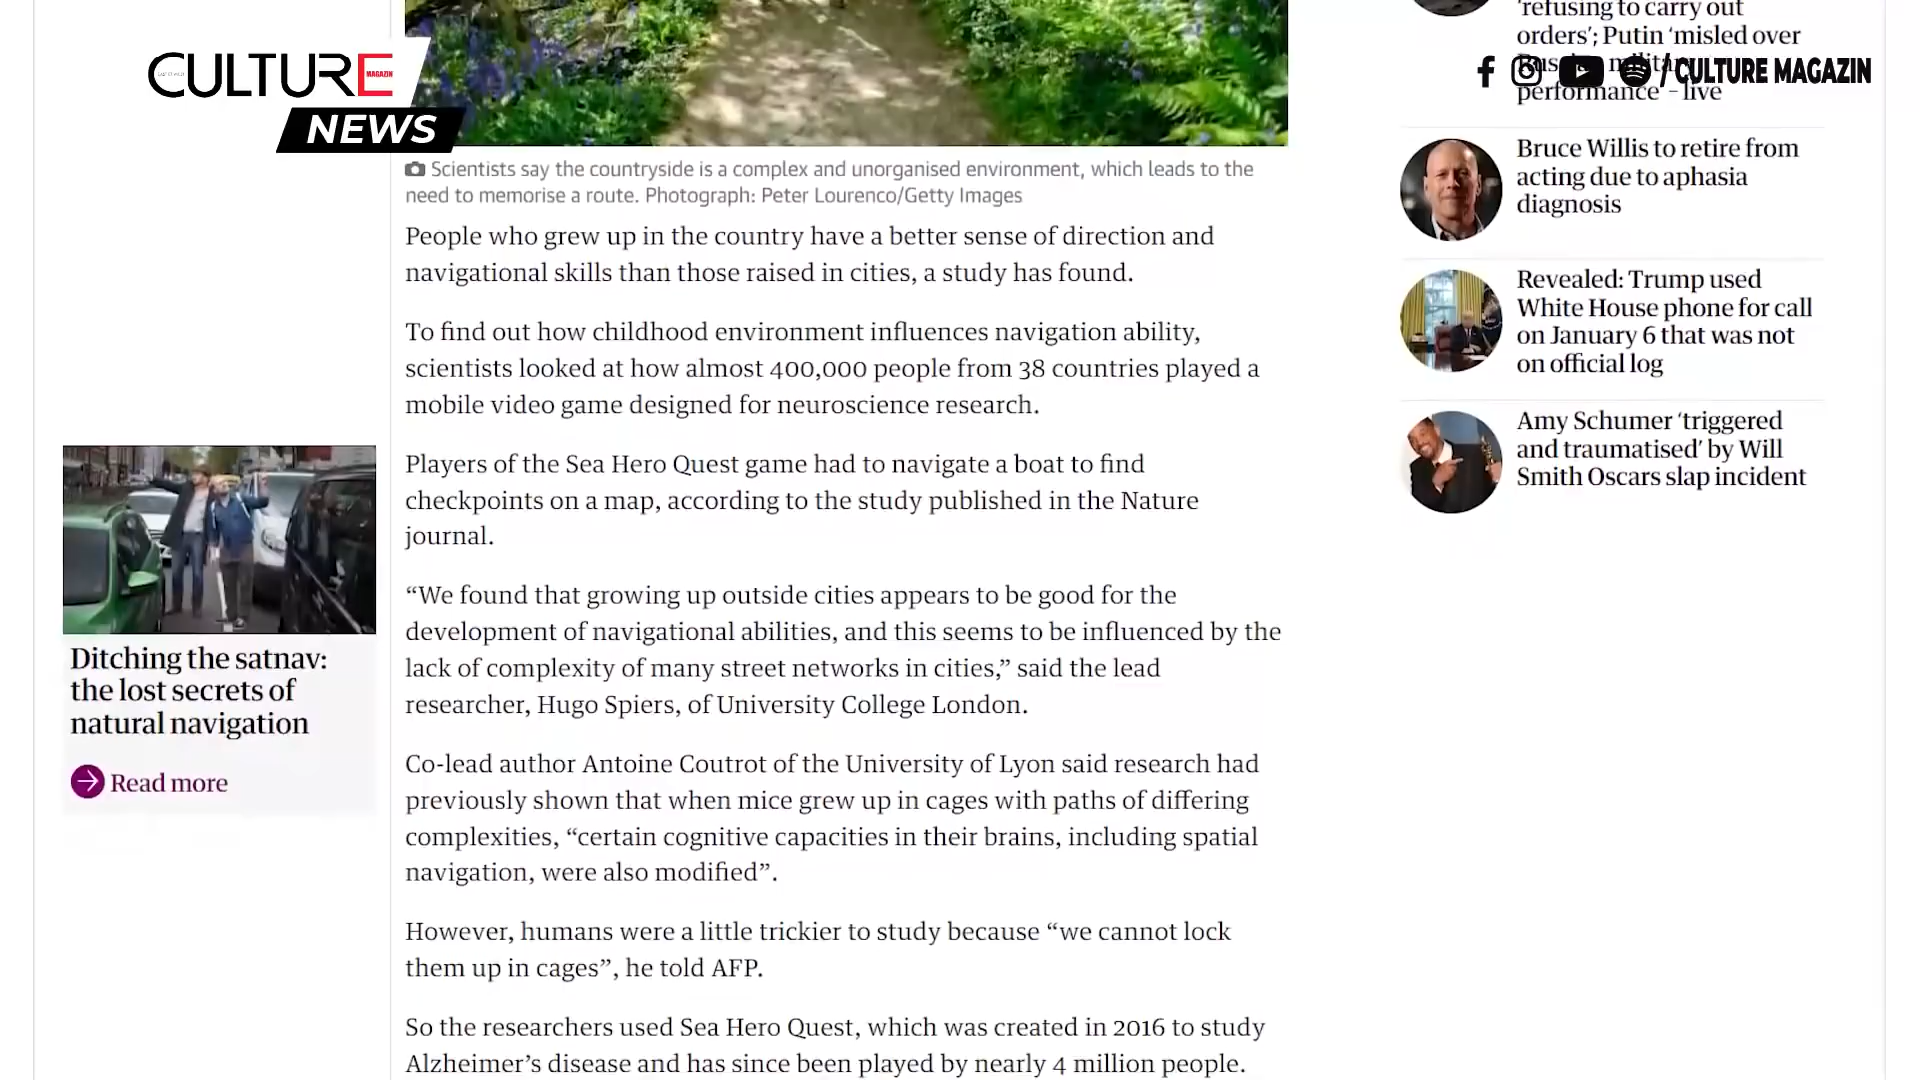 CULTURE
MAGAZIN
NEWS
/ CULTURE MAGAZIN
Scientists say the countryside is a complex and unorganised environment, which leads to the
need to memorise a route. Photograph: Peter Lourenco/Getty Images
People who grew up in the country have a better sense of direction and
navigational skills than those raised in cities, a study has found.
To find out how childhood environment influences navigation ability,
scientists looked at how almost 400,000 people from 38 countries played a
mobile video game designed for neuroscience research.
Players of the Sea Hero Quest game had to navigate a boat to find
checkpoints on a map, according to the study published in the Nature
journal.
“We found that growing up outside cities appears to be good for the
development of navigational abilities, and this seems to be influenced by the
lack of complexity of many street networks in cities,” said the lead
researcher, Hugo Spiers, of University College London.
Co-lead author Antoine Coutrot of the University of Lyon said research had
previously shown that when mice grew up in cages with paths of differing
complexities, “certain cognitive capacities in their brains, including spatial
navigation, were also modified”.
However, humans were a little trickier to study because “we cannot lock
them up in cages”, he told AFP.
So the researchers used Sea Hero Quest, which was created in 2016 to study
Alzheimer’s disease and has since been played by nearly 4 million people.
Ditching the satnav:
the lost secrets of
natural navigation
Read more
‘refusing to carry out
orders’; Putin ‘misled over
Russian military
performance’ – live
Bruce Willis to retire from
acting due to aphasia
diagnosis
Revealed: Trump used
White House phone for call
on January 6 that was not
on official log
Amy Schumer ‘triggered
and traumatised’ by Will
Smith Oscars slap incident